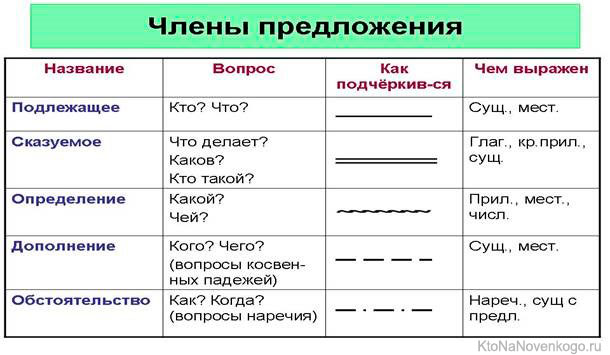 Члены предложения
Название Вопрос Как подчёркив-ся Чем выражен
Подлежащее Кто? Что? Сущ., мест.
Сказуемое Что делает? Глаг., кр.прил.,
Каков? сущ.
Кто такой?
Определение Какой? Прил., мест.,
Чей? числ.
Дополнение Кого? Чего? Сущ., мест.
(вопросы косвен-
ных падежей)
Обстоятельство Как? Когда? Нареч., сущ с
(вопросы наречия) предл.
KtoNaNovenkogo.ru